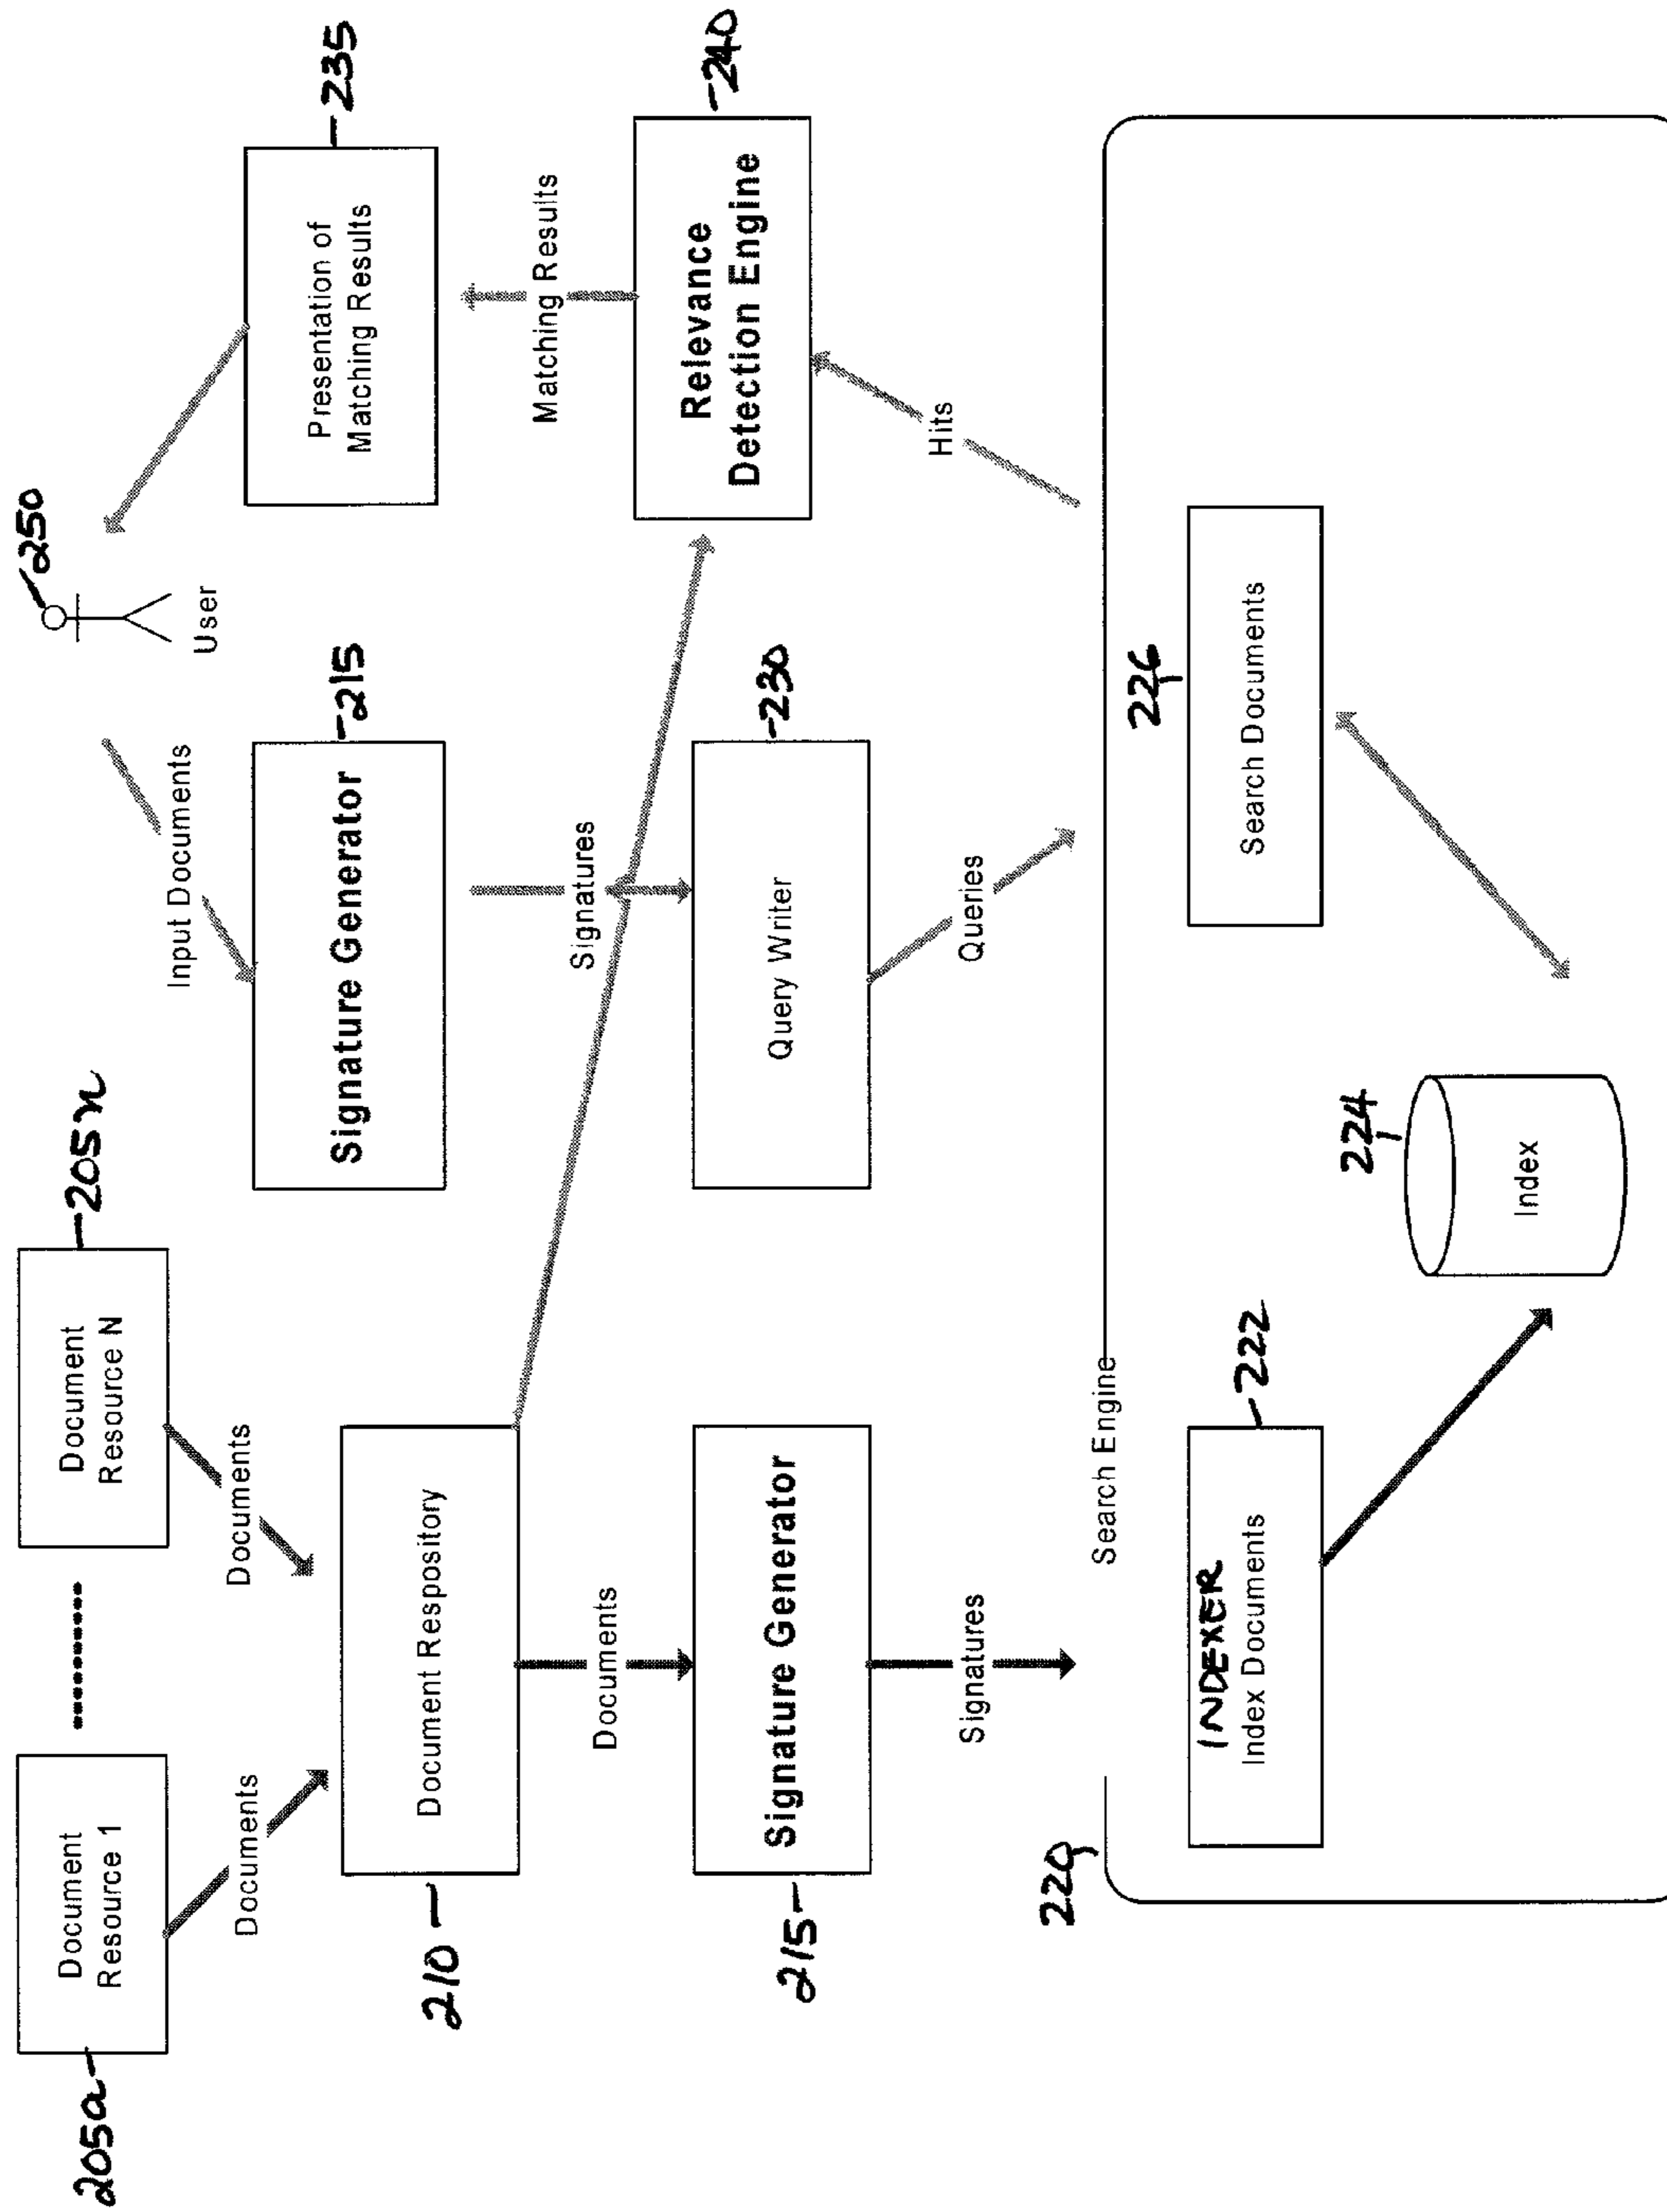 205a
Document
Resource 1
Document
Resource N
205n
250
User
Documents
Documents
Input Documents
210
Document Respository
Signature Generator
215
Presentation of
Matching Results
235
Documents
Signatures
Matching Results
215
Signature Generator
Query Writer
230
Relevance
Detection Engine
240
Signatures
Queries
Hits
220
Search Engine
INDEXER
Index Documents
222
224
Index
226
Search Documents